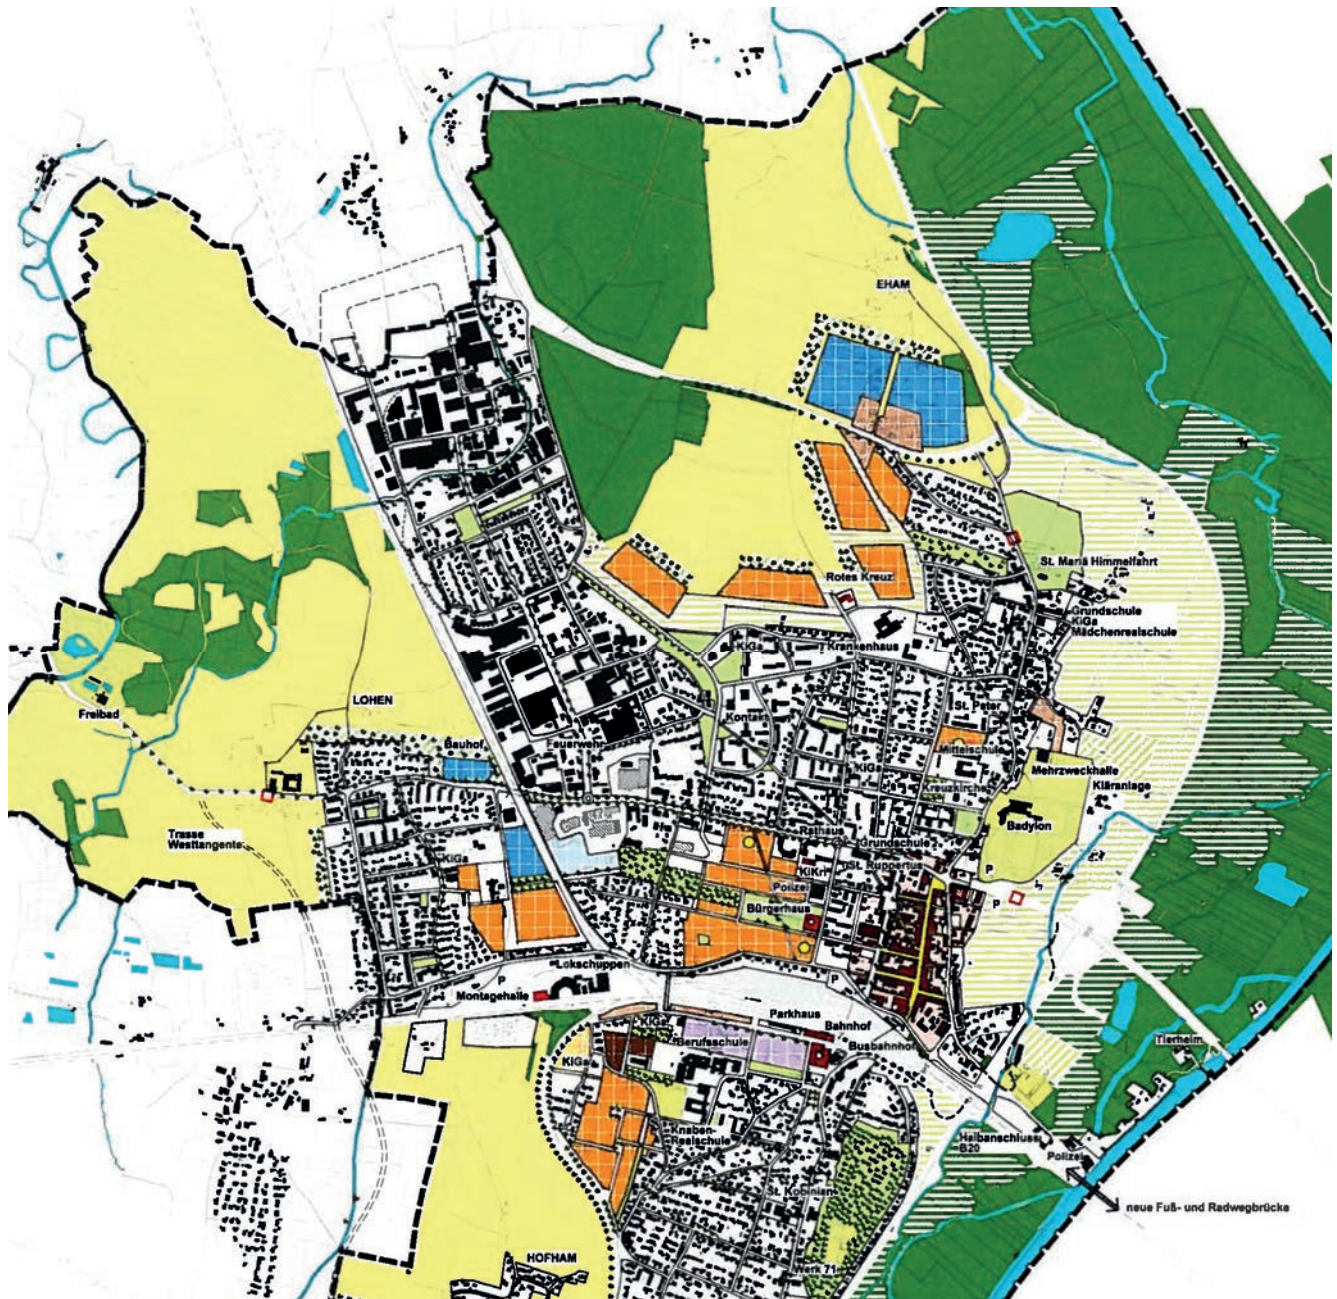 EHAM
St. Maria Himmelfahrt
Rotes Kreuz
Grundschule
KiGa
Mädchenrealschule
KiGa
Krankenhaus
LOHEN
Freibad
St. Peter
Kontakt
Bauhof
Feuerwehr
Mittelschule
KiGa
Mehrzweckhalle
Kreuzkirche
Kläranlage
Badylon
Trasse
Westtangente
Rathaus
Grundschule
KiGa
St. Ruppertus
KiKri
P
Polizei
P
Bürgerhaus
Lokschuppen
P
P
Montagehalle
Parkhaus
KiGa
Bahnhof
Berufsschule
Busbahnhof
Tierheim
KiGa
Knaben-
Realschule
Halbanschluss
B20
Polizei
St. Kobinian
neue Fuß- und Radwegbrücke
HOFHAM
Werk 71